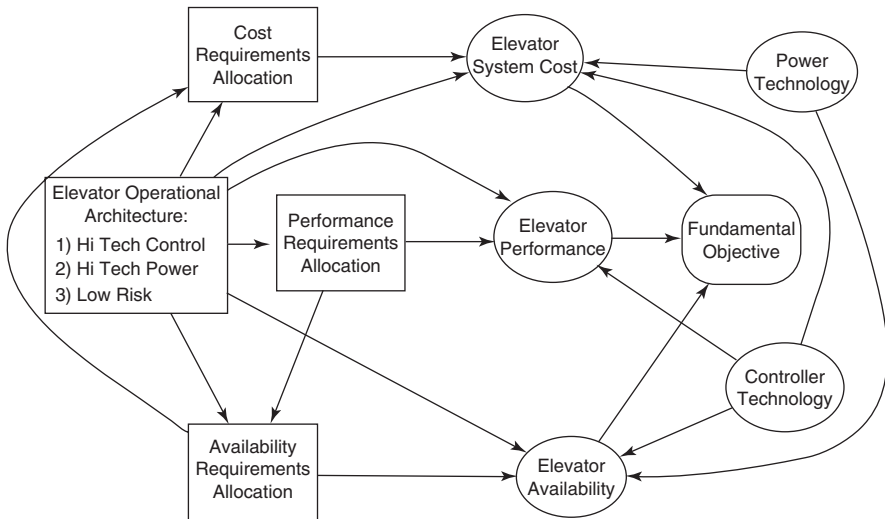 Cost
Requirements
Allocation
Elevator
System Cost
Power
Technology
Elevator Operational
Architecture:
1) Hi Tech Control
2) Hi Tech Power
3) Low Risk
Performance
Requirements
Allocation
Elevator
Performance
Fundamental
Objective
Controller
Technology
Availability
Requirements
Allocation
Elevator
Availability